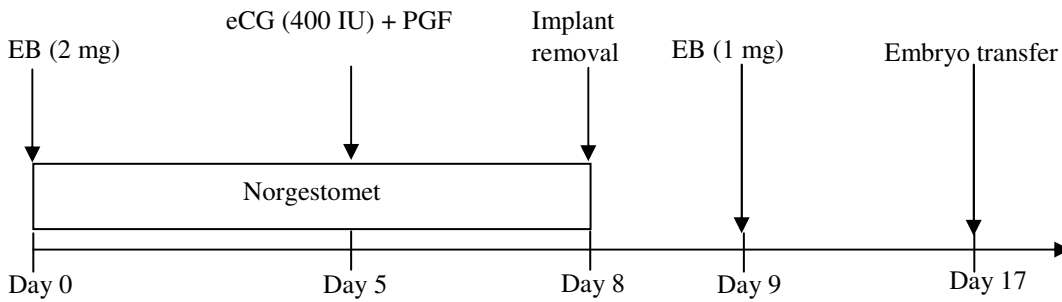 eCG (400 IU) + PGF
Implant
removal
EB (2 mg)
EB (1 mg)
Embryo transfer
Norgestomet
Day 0
Day 5
Day 8
Day 9
Day 17